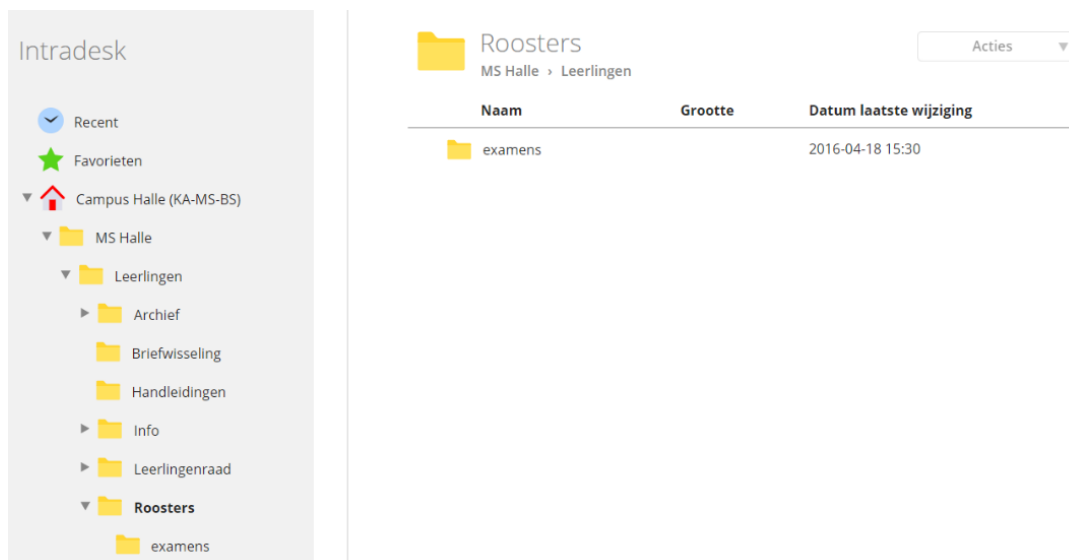 Intradesk
Recent
Favorieten
Campus Halle (KA-MS-BS)
MS Halle
Leerlingen
Archief
Briefwisseling
Handleidingen
Info
Leerlingenraad
Roosters
examens
Roosters
MS Halle › Leerlingen
Acties
Naam Grootte Datum laatste wijziging
examens 2016-04-18 15:30